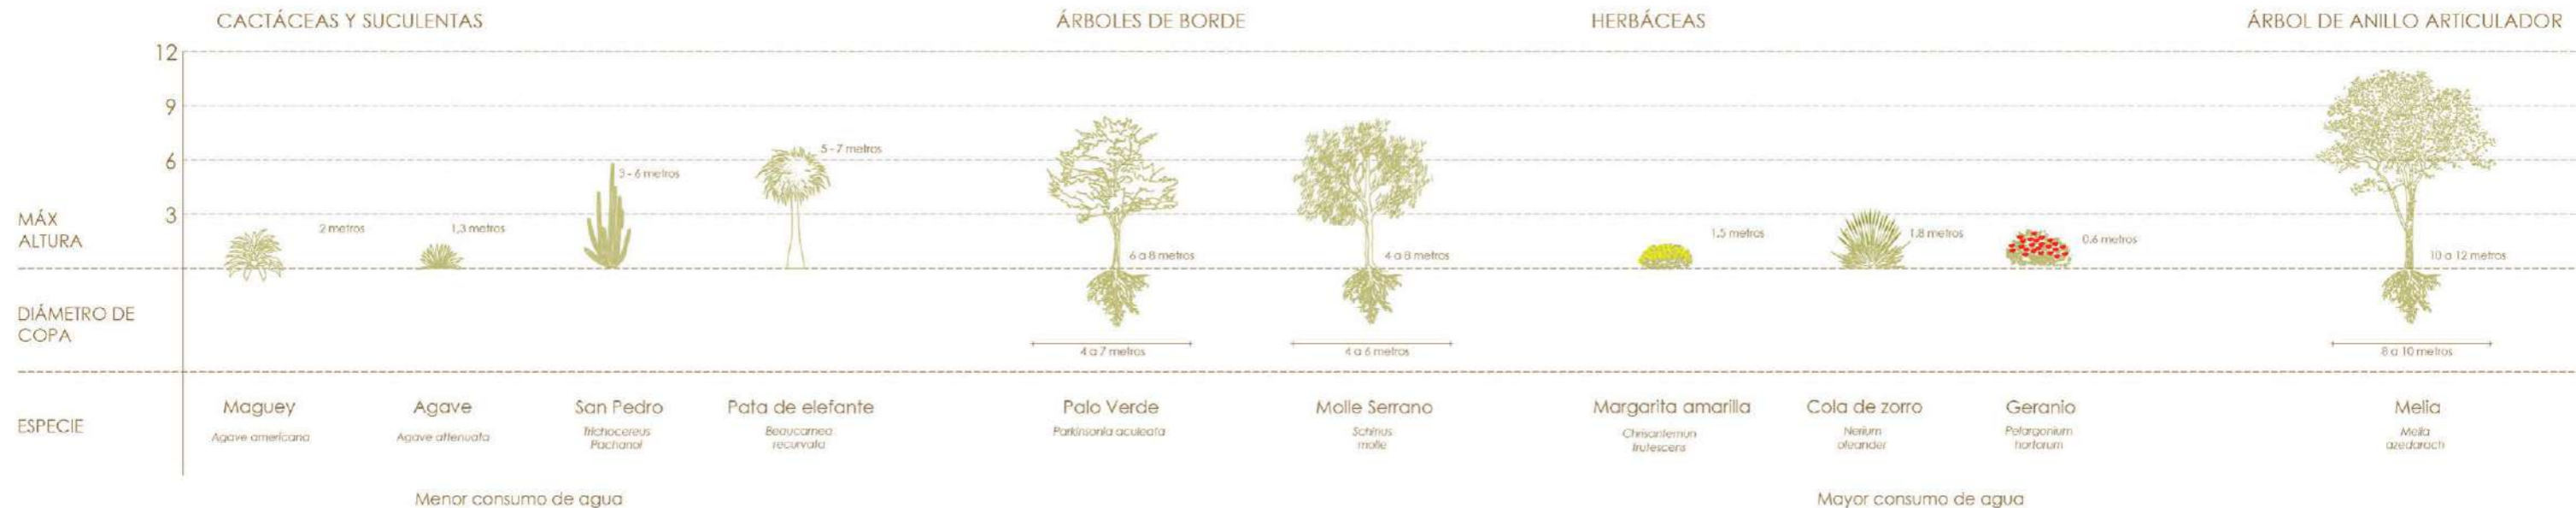 CACTÁCEAS Y SUCULENTAS
ÁRBOLES DE BORDE
HERBÁCEAS
ÁRBOL DE ANILLO ARTICULADOR
12
9
6
3
MÁX
ALTURA
2 metros
1,3 metros
3 - 6 metros
5 - 7 metros
6 a 8 metros
4 a 8 metros
1.5 metros
1.8 metros
0.6 metros
10 a 12 metros
DIÁMETRO DE
COPA
4 a 7 metros
4 a 6 metros
8 a 10 metros
ESPECIE
Maguey
Agave americana
Agave
Agave attenuata
San Pedro
Trichocereus
Pachanoi
Pata de elefante
Beaucarnea
recurvata
Palo Verde
Parkinsonia aculeata
Molle Serrano
Schinus
molle
Margarita amarilla
Chrisantemun
frutescens
Cola de zorro
Nerium
oleander
Geranio
Pelargonium
hortorum
Melia
Melia
azedarach
Menor consumo de agua
Mayor consumo de agua